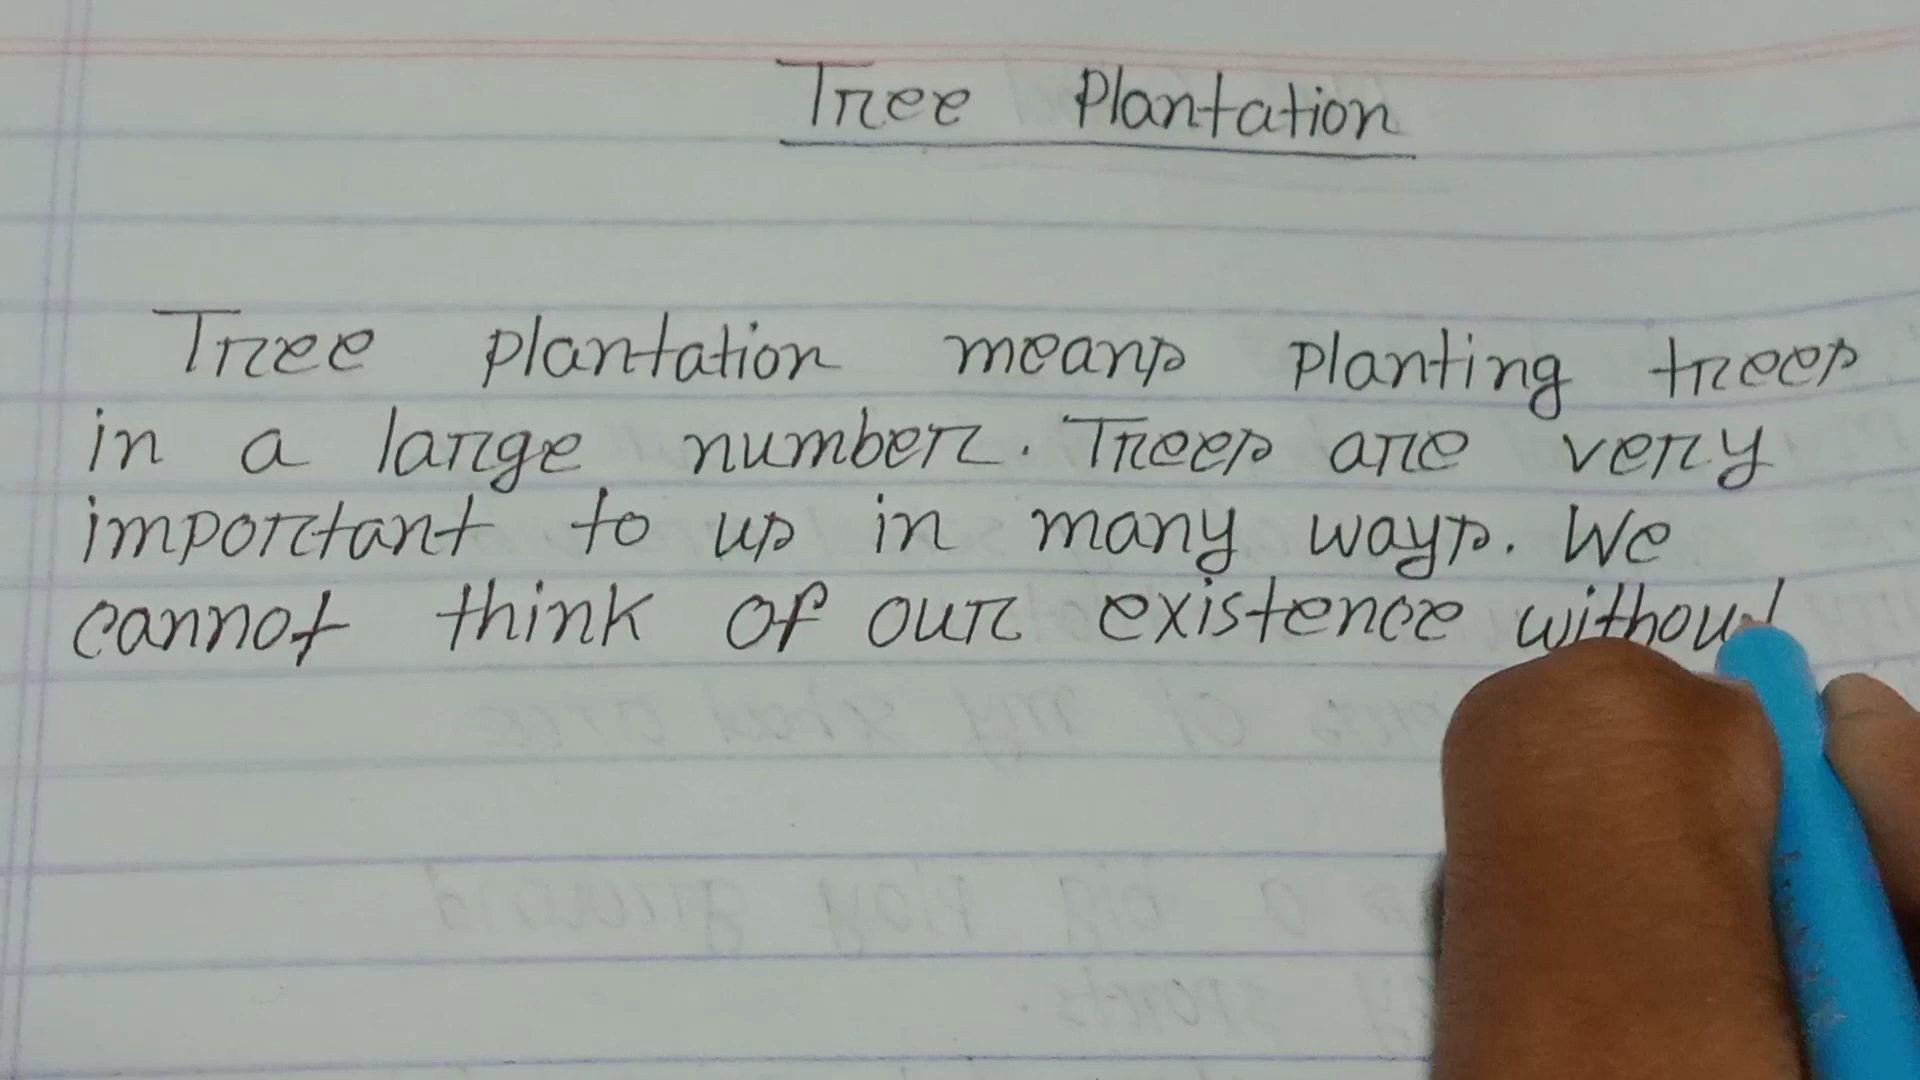 Tree Plantation
Tree plantation means planting trees
in a large number. Trees are very
important to us in many ways. We
cannot think of our existence without